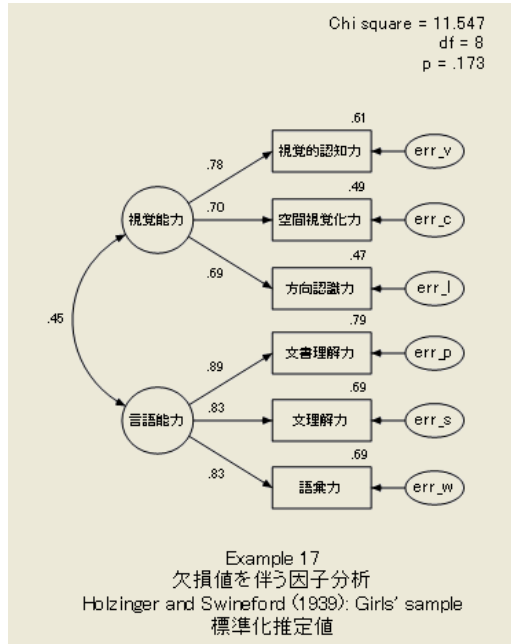 Chi square = 11.547
df = 8
p = .173
.61
視覚的認知力
err_v
.78
.49
視覚能力
.70
空間視覚化力
err_c
.47
.69
方向認識力
err_l
.45
.79
文書理解力
err_p
.89
.69
言語能力
.83
文理解力
err_s
.69
.83
語彙力
err_w
Example 17
欠損値を伴う因子分析
Holzinger and Swineford (1939): Girls' sample
標準化推定値